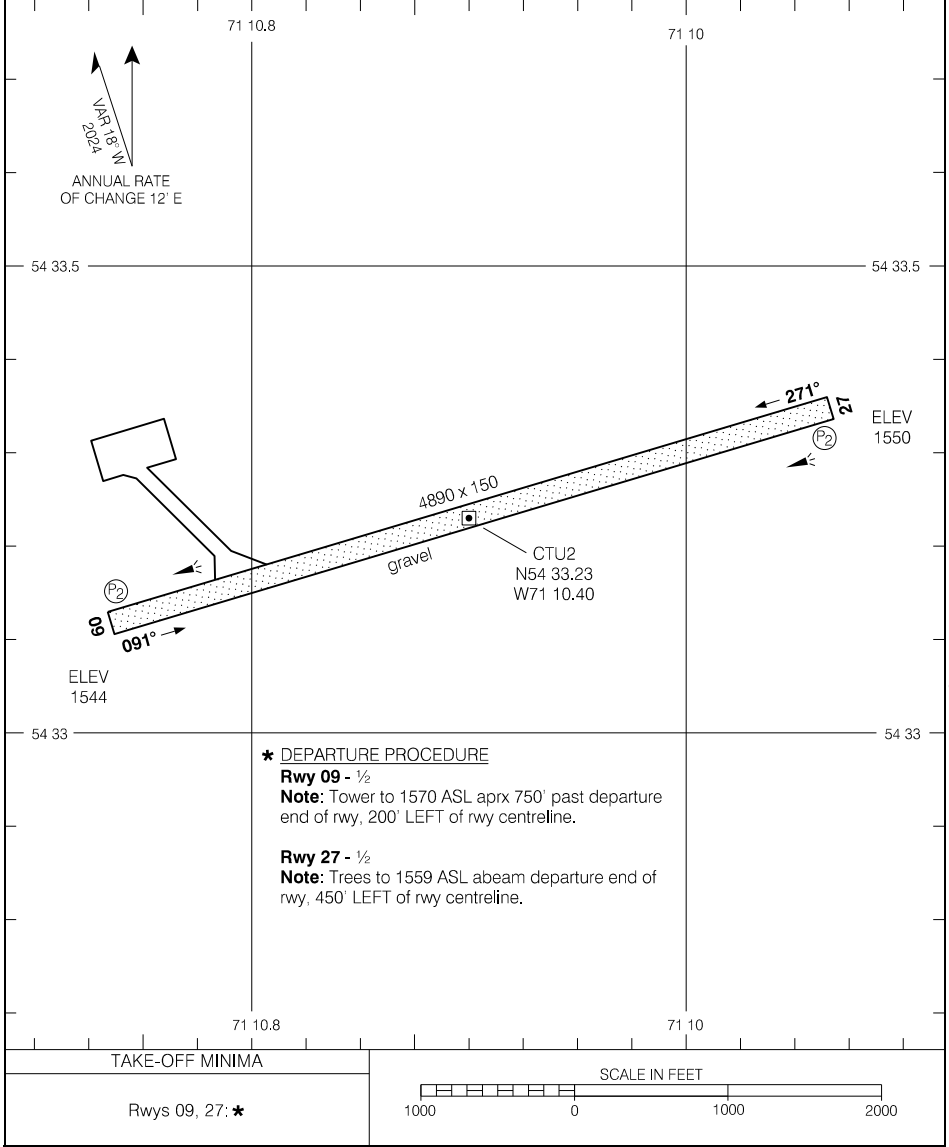 71 10.8
71 10
VAR 18° W
2024
ANNUAL RATE
OF CHANGE 12' E
54 33.5
54 33.5
271°
27
ELEV
1550
P2
4890 x 150
gravel
CTU2
N54 33.23
W71 10.40
P2
09
091°
ELEV
1544
54 33
54 33
* DEPARTURE PROCEDURE
Rwy 09 - ½
Note: Tower to 1570 ASL aprx 750' past departure
end of rwy, 200' LEFT of rwy centreline.
Rwy 27 - ½
Note: Trees to 1559 ASL abeam departure end of
rwy, 450' LEFT of rwy centreline.
71 10.8
71 10
TAKE-OFF MINIMA
Rwys 09, 27: *
SCALE IN FEET
1000 0 1000 2000